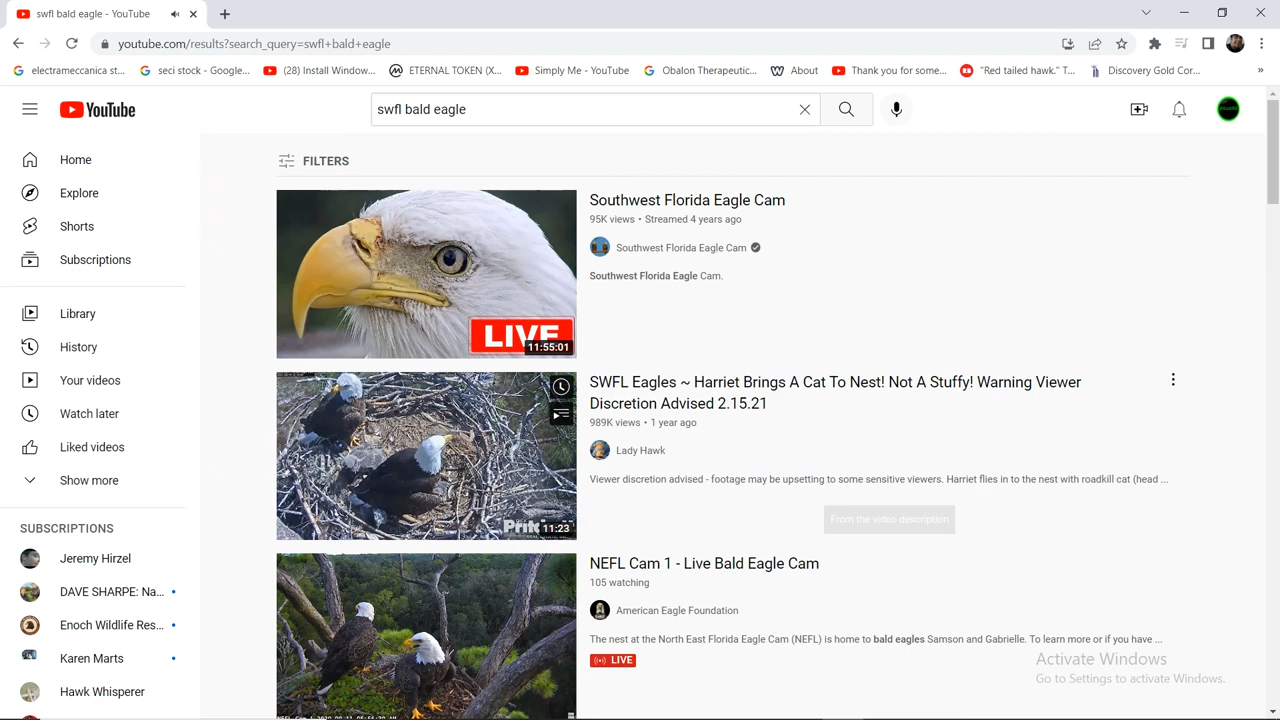 swfl bald eagle - YouTube
youtube.com/results?search_query=swfl+bald+eagle
electrameccanica st... seci stock - Google... (28) Install Window... ETERNAL TOKEN (X... Simply Me - YouTube Obalon Therapeutic... About Thank you for some... "Red tailed hawk." T... Discovery Gold Cor... »
YouTube
swfl bald eagle
FILTERS
Home
Explore
Shorts
Subscriptions
Library
History
Your videos
Watch later
Liked videos
Show more
SUBSCRIPTIONS
Jeremy Hirzel
DAVE SHARPE: Na...
Enoch Wildlife Res...
Karen Marts
Hawk Whisperer
LIVE
11:55:01
Southwest Florida Eagle Cam
95K views • Streamed 4 years ago
Southwest Florida Eagle Cam
Southwest Florida Eagle Cam.
11:23
SWFL Eagles ~ Harriet Brings A Cat To Nest! Not A Stuffy! Warning Viewer
Discretion Advised 2.15.21
989K views • 1 year ago
Lady Hawk
Viewer discretion advised - footage may be upsetting to some sensitive viewers. Harriet flies in to the nest with roadkill cat (head ...
From the video description
NEFL Cam 1 - Live Bald Eagle Cam
105 watching
American Eagle Foundation
The nest at the North East Florida Eagle Cam (NEFL) is home to bald eagles Samson and Gabrielle. To learn more or if you have ...
LIVE
Activate Windows
Go to Settings to activate Windows.